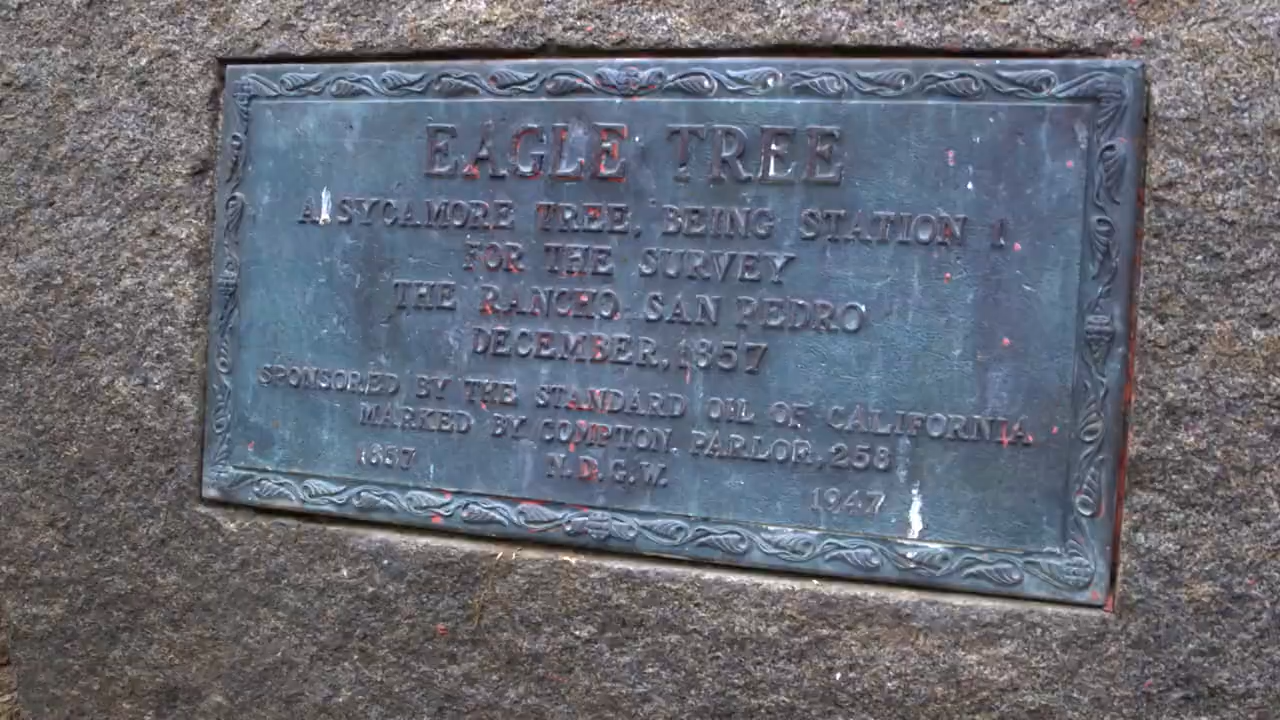 EAGLE TREE
A SYCAMORE TREE, BEING STATION 1
FOR THE SURVEY
THE RANCHO SAN PEDRO
DECEMBER, 1857
SPONSORED BY THE STANDARD OIL OF CALIFORNIA
MARKED BY COMPTON PARLOR, 258
1857 N.D.G.W. 1947